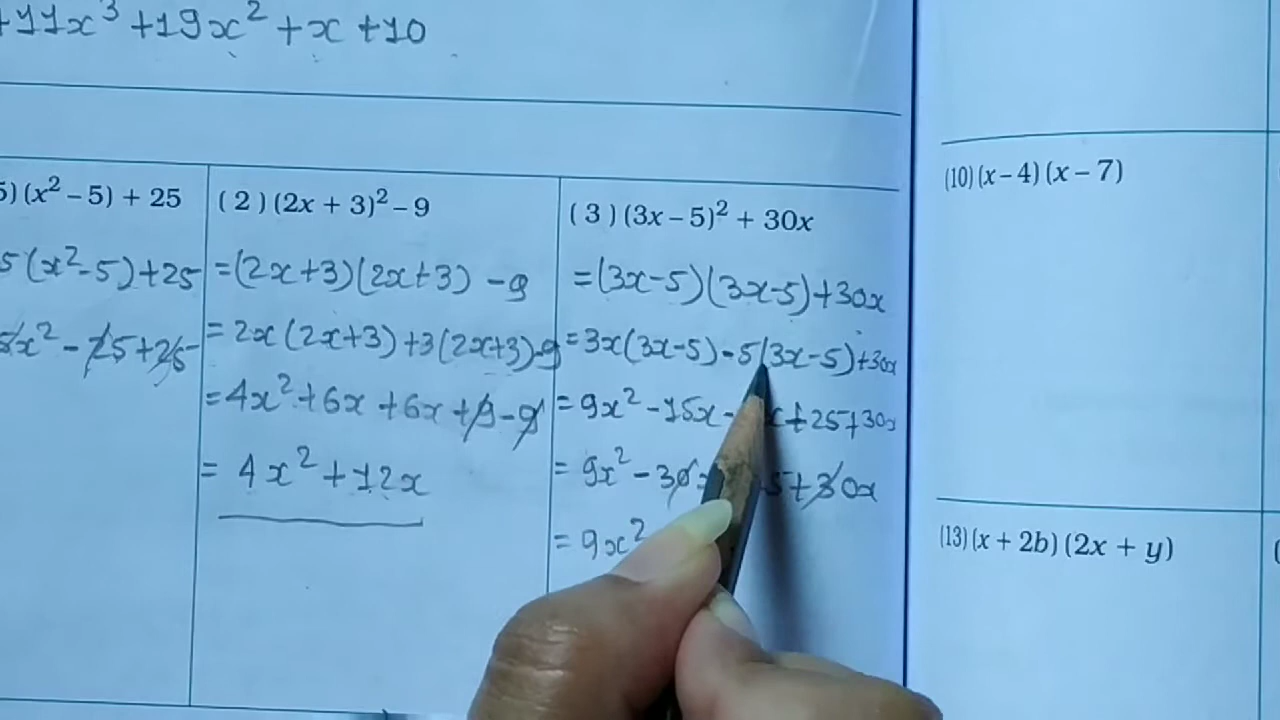 +11x³ +19x² + x +10
5)(x² – 5) + 25
5(x²-5)+25
5x² - 25+25
(2)(2x + 3)² – 9
=(2x+3)(2x+3) -9
= 2x(2x+3)+3(2x+3)-9
= 4x²+6x+6x+9-9
= 4x²+12x
(3)(3x – 5)² + 30x
=(3x-5)(3x-5)+30x
= 3x(3x-5)-5(3x-5)+30x
= 9x² -15x- x+25+30x
= 9x² - 30 5+30x
= 9x²
(10)(x – 4)(x – 7)
(13)(x + 2b)(2x + y)